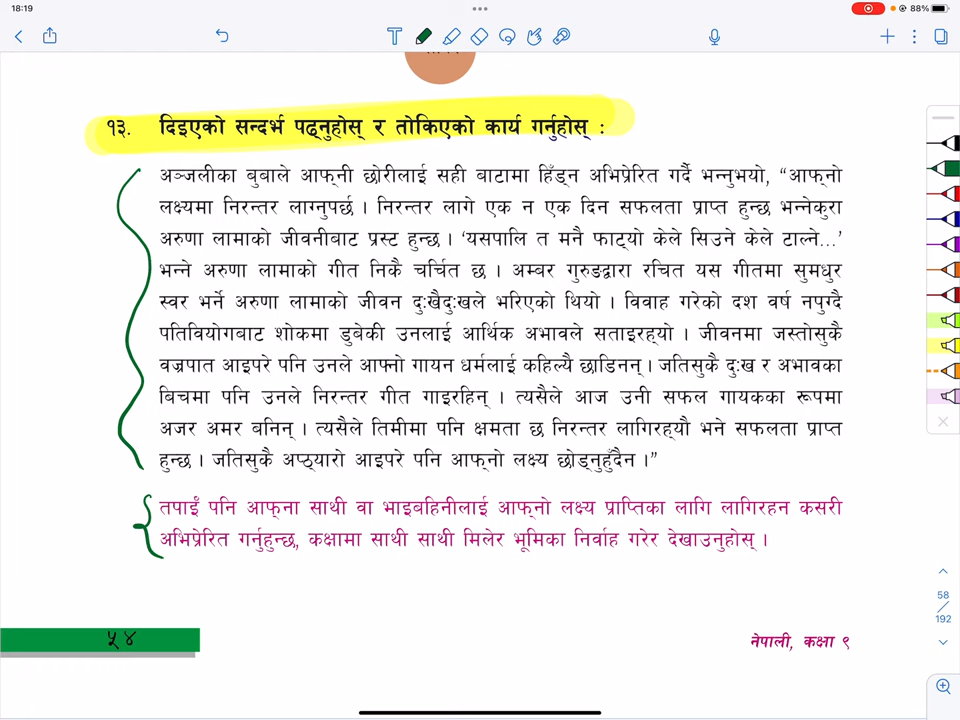 18:19
88%
१३. दिइएको सन्दर्भ पढ्नुहोस् र तोकिएको कार्य गर्नुहोस् :
अञ्जलीका बुबाले आफ्नी छोरीलाई सही बाटामा हिँड्न अभिप्रेरित गर्दै भन्नुभयो, “आफ्नो
लक्ष्यमा निरन्तर लाग्नुपर्छ । निरन्तर लागे एक न एक दिन सफलता प्राप्त हुन्छ भन्नेकुरा
अरुणा लामाको जीवनीबाट प्रस्ट हुन्छ । ‘यसपालि त मनै फाट्यो केले सिउने केले टाल्ने...’
भन्ने अरुणा लामाको गीत निकै चर्चित छ । अम्बर गुरुङद्वारा रचित यस गीतमा सुमधुर
स्वर भर्ने अरुणा लामाको जीवन दुःखैदुःखले भरिएको थियो । विवाह गरेको दश वर्ष नपुग्दै
पतिवियोगबाट शोकमा डुबेकी उनलाई आर्थिक अभावले सताइरह्यो । जीवनमा जस्तोसुकै
वज्रपात आइपरे पनि उनले आफ्नो गायन धर्मलाई कहिल्यै छाडिनन् । जतिसुकै दुःख र अभावका
बिचमा पनि उनले निरन्तर गीत गाइरहिन् । त्यसैले आज उनी सफल गायकका रूपमा
अजर अमर बनिन् । त्यसैले तिमीमा पनि क्षमता छ निरन्तर लागिरह्यौ भने सफलता प्राप्त
हुन्छ । जतिसुकै अप्ठ्यारो आइपरे पनि आफ्नो लक्ष्य छोड्नुहुँदैन ।”
तपाइँ पनि आफ्ना साथी वा भाइबहिनीलाई आफ्नो लक्ष्य प्राप्तिका लागि लागिरहन कसरी
अभिप्रेरित गर्नुहुन्छ, कक्षामा साथी साथी मिलेर भूमिका निर्वाह गरेर देखाउनुहोस् ।
58
192
५४
नेपाली, कक्षा ९